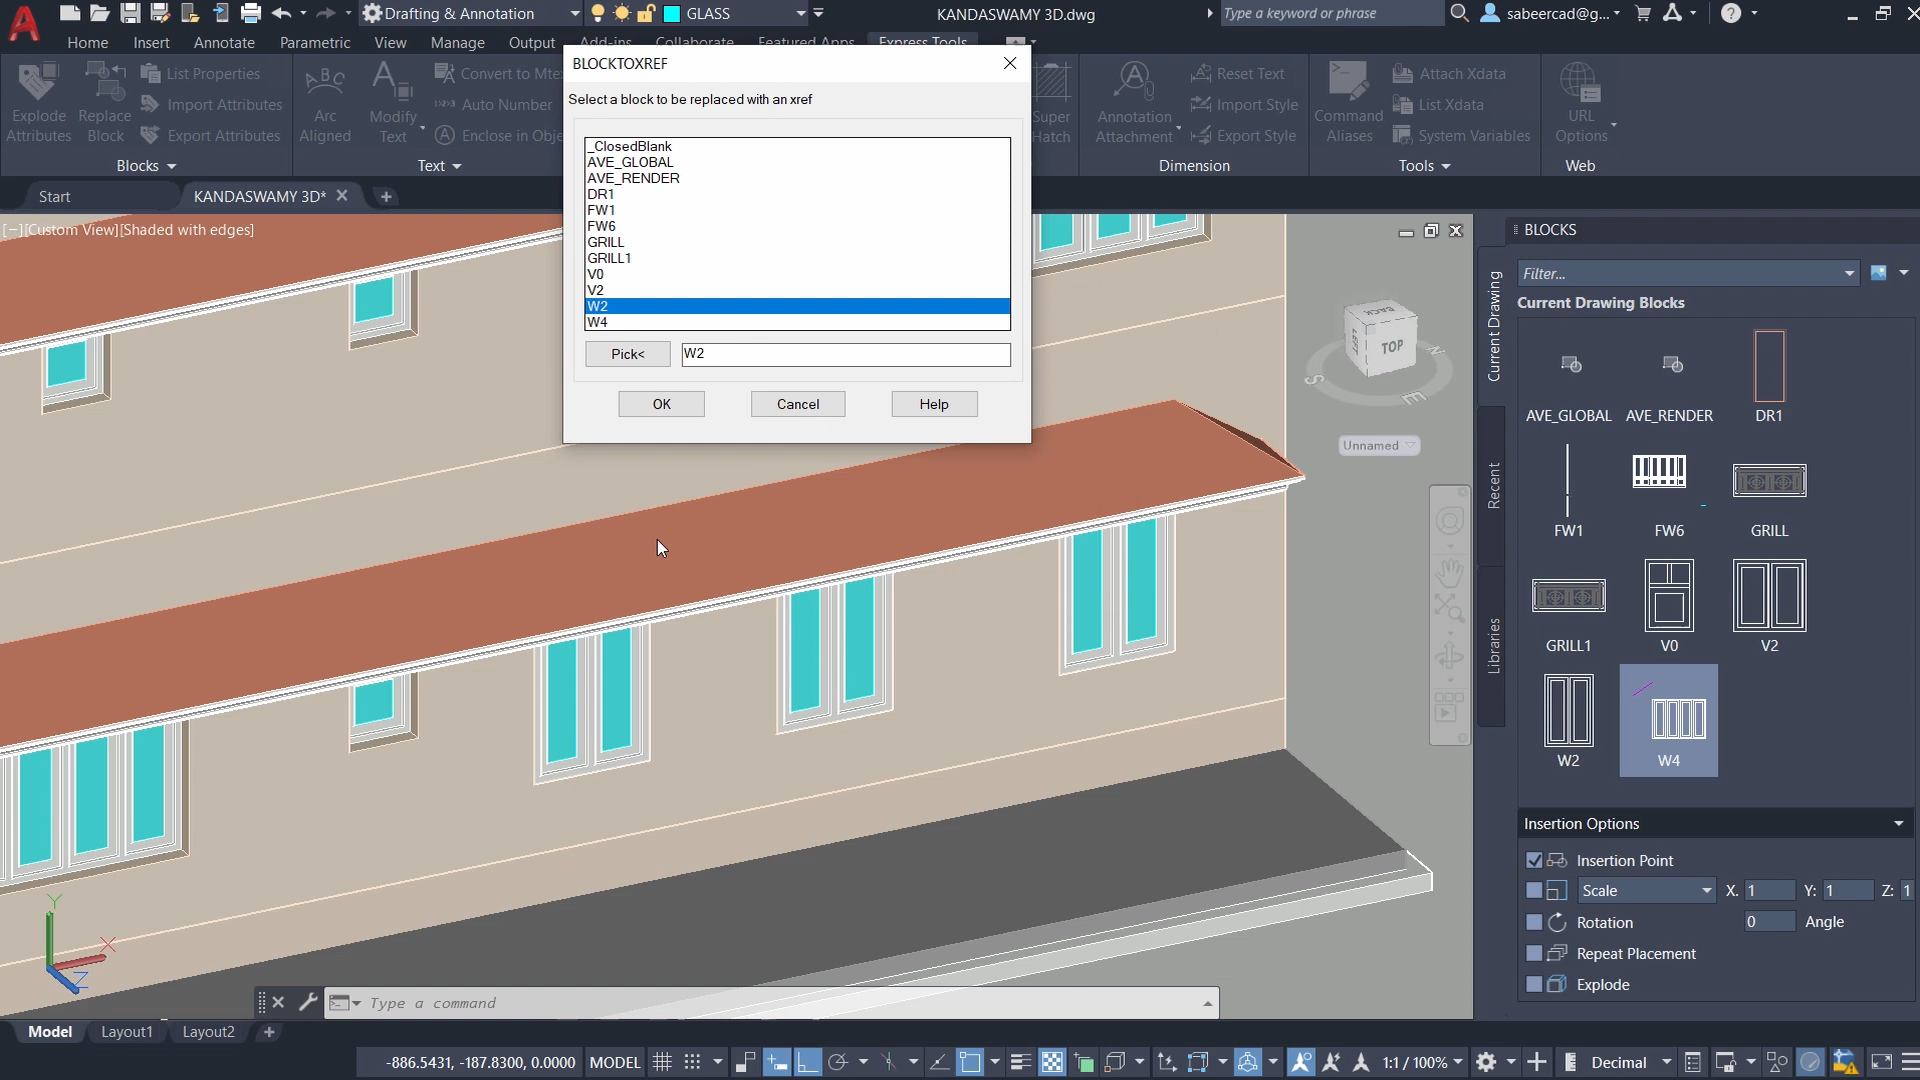 Drafting & Annotation
GLASS
KANDASWAMY 3D.dwg
Type a keyword or phrase
sabeercad@g...
Home Insert Annotate Parametric View Manage Output Add-ins Collaborate Featured Apps Express Tools
Explode Attributes
Replace Block
List Properties
Import Attributes
Export Attributes
Blocks
Arc Aligned
Modify Text
Convert to Mte
Auto Number
Enclose in Obje
Text
Super Hatch
Annotation Attachment
Reset Text
Import Style
Export Style
Dimension
Command Aliases
Attach Xdata
List Xdata
System Variables
Tools
URL Options
Web
Start
KANDASWAMY 3D*
[−][Custom View][Shaded with edges]
BLOCKTOXREF
Select a block to be replaced with an xref
_ClosedBlank
AVE_GLOBAL
AVE_RENDER
DR1
FW1
FW6
GRILL
GRILL1
V0
V2
W2
W4
Pick<
W2
OK
Cancel
Help
BACK
LEFT
TOP
N
S
E
Unnamed
BLOCKS
Filter...
Current Drawing Blocks
Current Drawing
Recent
Libraries
AVE_GLOBAL AVE_RENDER DR1
FW1 FW6 GRILL
GRILL1 V0 V2
W2 W4
Insertion Options
Insertion Point
Scale X. 1 Y: 1 Z: 1
Rotation 0 Angle
Repeat Placement
Explode
Y
X
Z
Type a command
Model Layout1 Layout2
-886.5431, -187.8300, 0.0000 MODEL
1:1 / 100%
Decimal